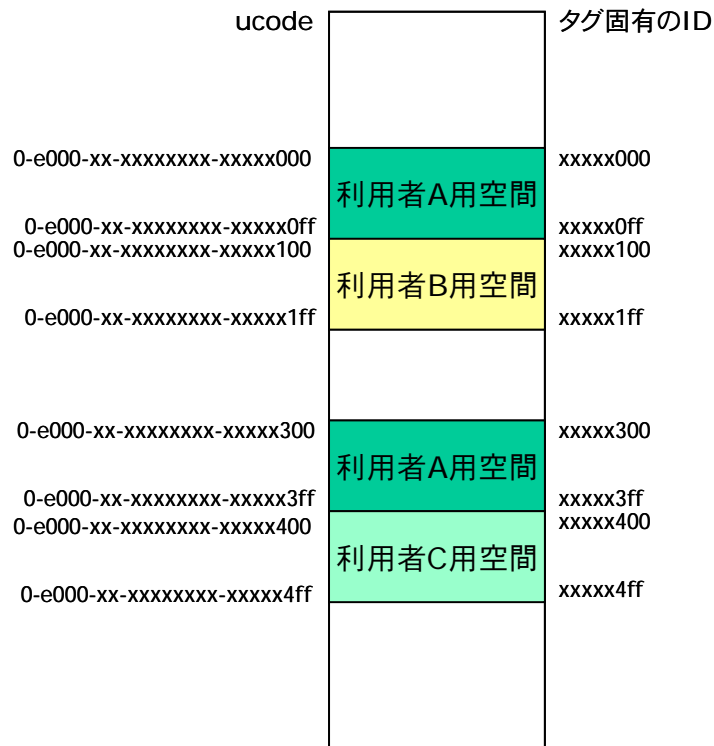 ucode タグ固有のID
0-e000-xx-xxxxxxxx-xxxxx000 xxxxx000
利用者A用空間
0-e000-xx-xxxxxxxx-xxxxx0ff xxxxx0ff
0-e000-xx-xxxxxxxx-xxxxx100 xxxxx100
利用者B用空間
0-e000-xx-xxxxxxxx-xxxxx1ff xxxxx1ff
0-e000-xx-xxxxxxxx-xxxxx300 xxxxx300
利用者A用空間
0-e000-xx-xxxxxxxx-xxxxx3ff xxxxx3ff
0-e000-xx-xxxxxxxx-xxxxx400 xxxxx400
利用者C用空間
0-e000-xx-xxxxxxxx-xxxxx4ff xxxxx4ff